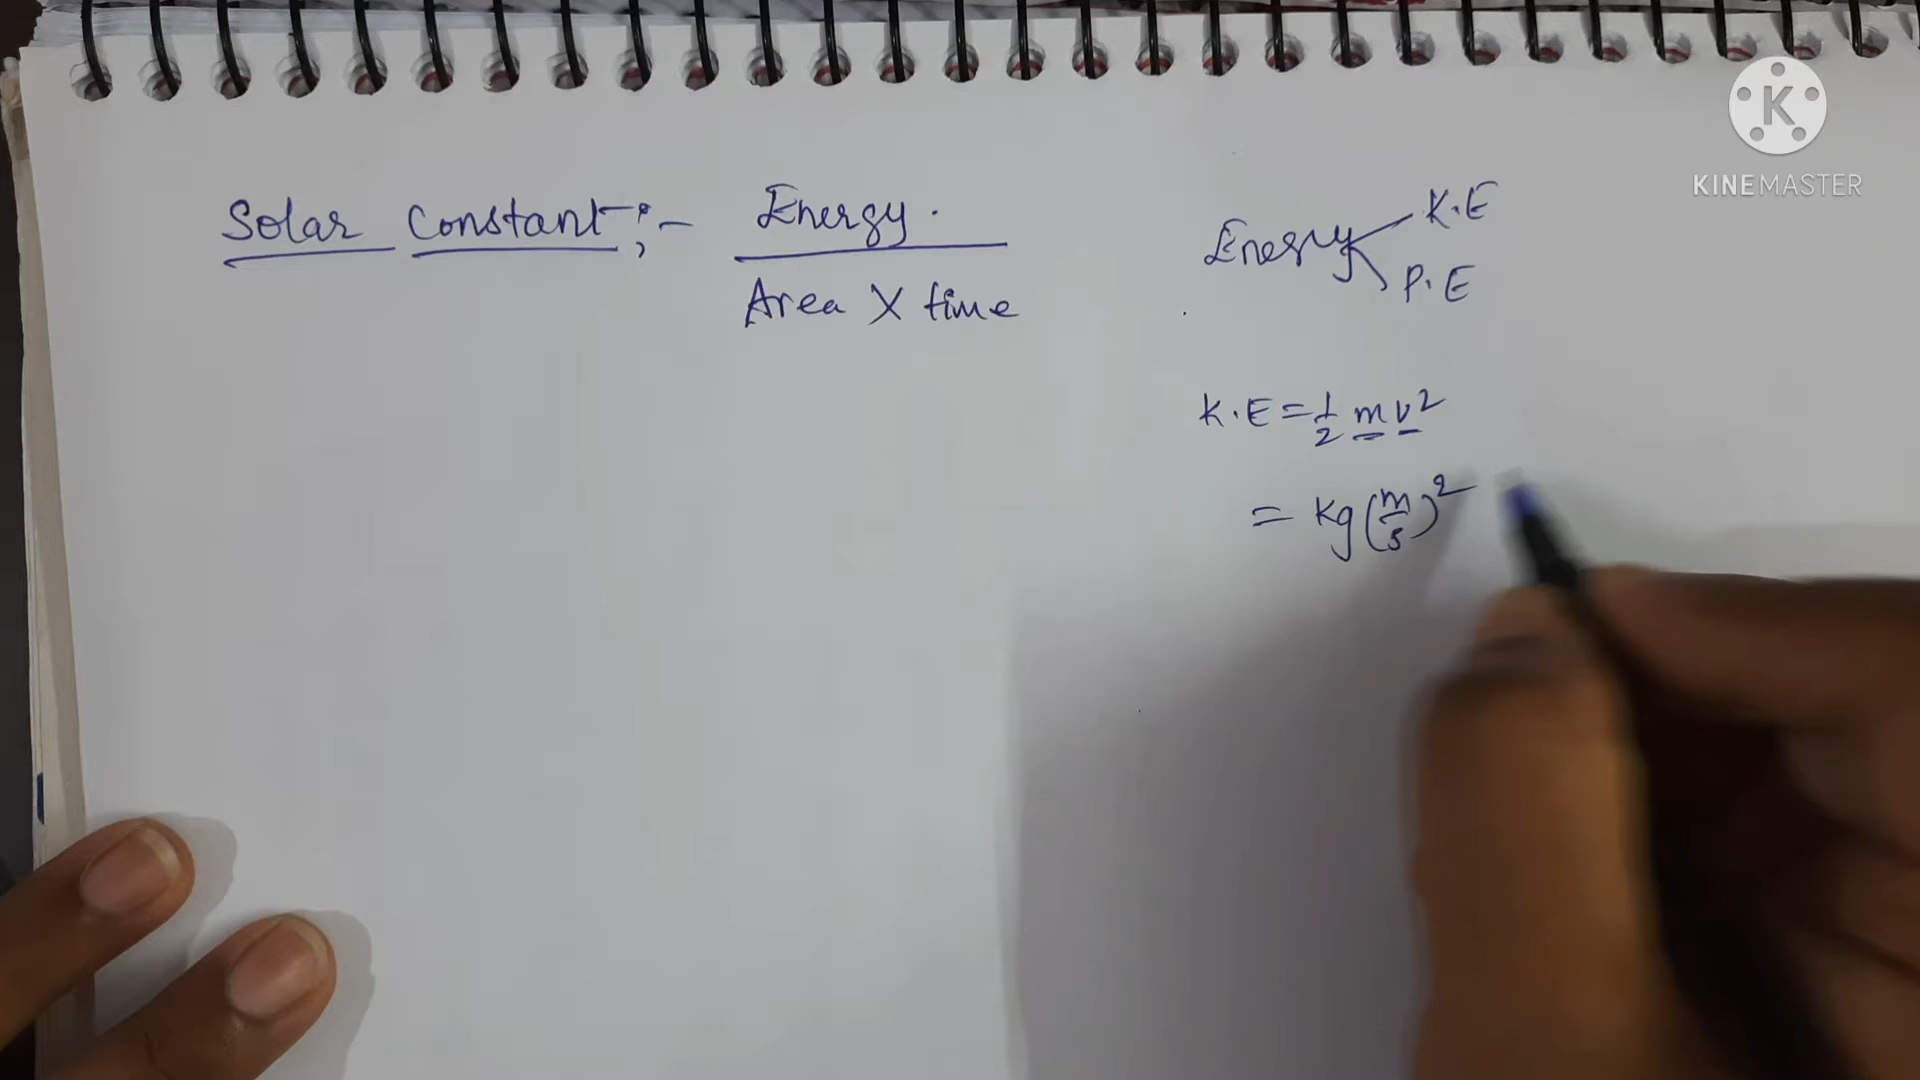 Solar Constant :- Energy.
Area X time
Energy K.E
P.E
K.E = 1/2 mv²
= Kg (m/s)²
K
KINEMASTER